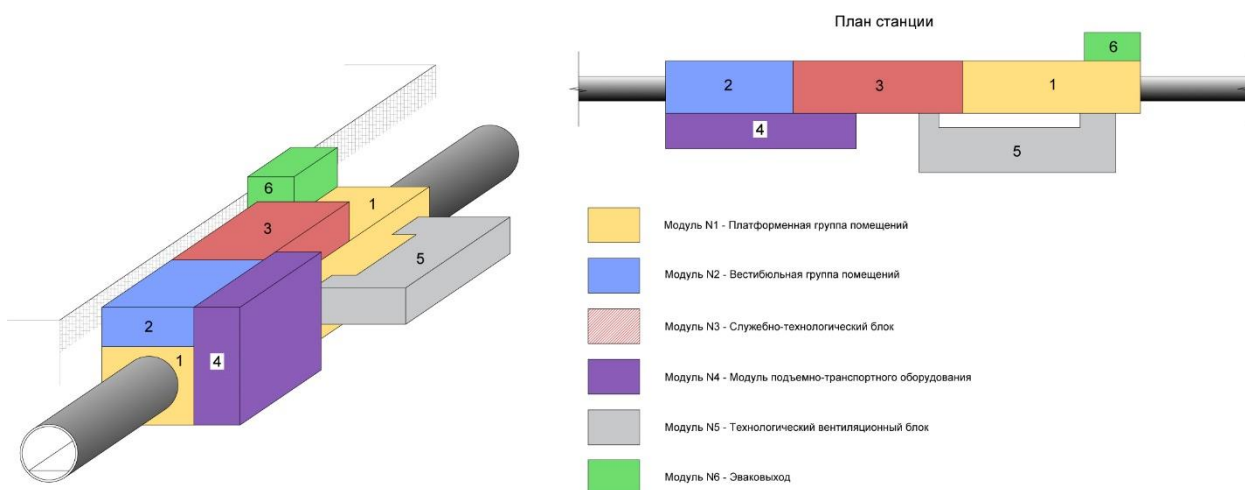 План станции
6
2
3
1
4
5
6
1
3
5
2
1
4
Модуль N1 - Платформенная группа помещений
Модуль N2 - Вестибюльная группа помещений
Модуль N3 - Служебно-технологический блок
Модуль N4 - Модуль подъемно-транспортного оборудования
Модуль N5 - Технологический вентиляционный блок
Модуль N6 - Эваковыход